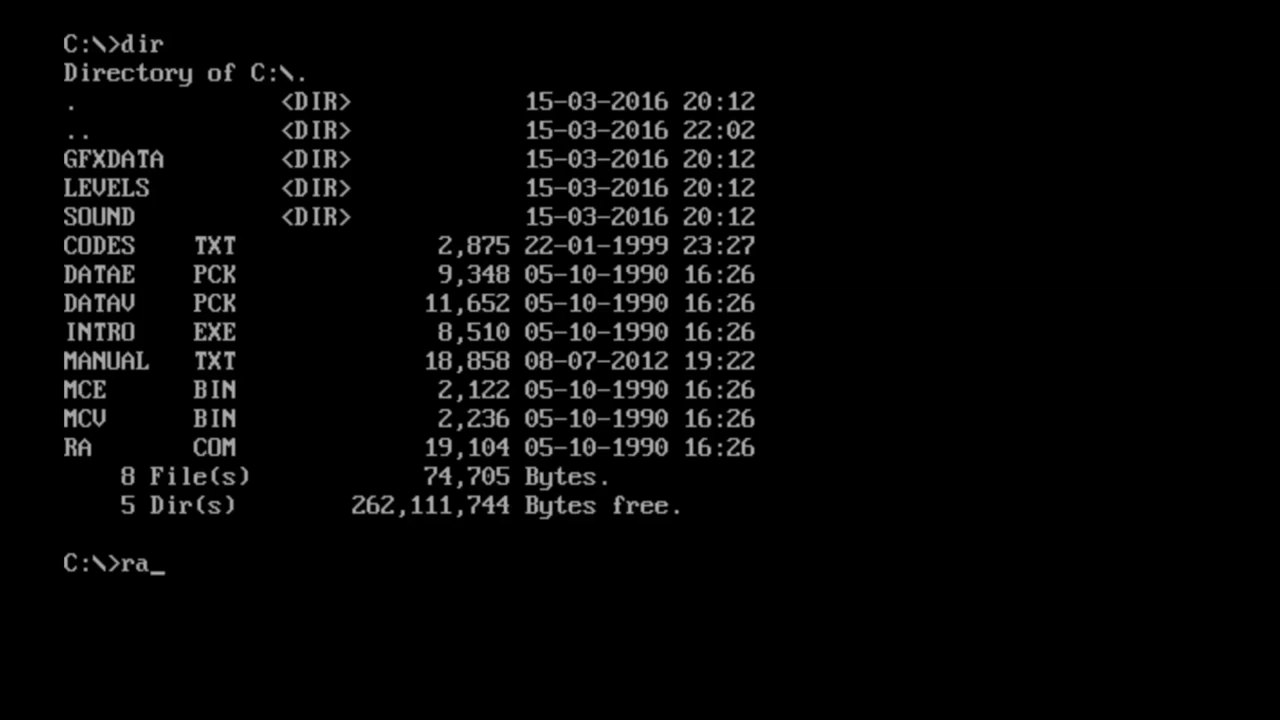 C:\>dir
Directory of C:\.
.              <DIR>            15-03-2016 20:12
..             <DIR>            15-03-2016 22:02
GFXDATA        <DIR>            15-03-2016 20:12
LEVELS         <DIR>            15-03-2016 20:12
SOUND          <DIR>            15-03-2016 20:12
CODES    TXT              2,875 22-01-1999 23:27
DATAE    PCK              9,348 05-10-1990 16:26
DATAV    PCK             11,652 05-10-1990 16:26
INTRO    EXE              8,510 05-10-1990 16:26
MANUAL   TXT             18,858 08-07-2012 19:22
MCE      BIN              2,122 05-10-1990 16:26
MCV      BIN              2,236 05-10-1990 16:26
RA       COM             19,104 05-10-1990 16:26
    8 File(s)            74,705 Bytes.
    5 Dir(s)        262,111,744 Bytes free.
C:\>ra_